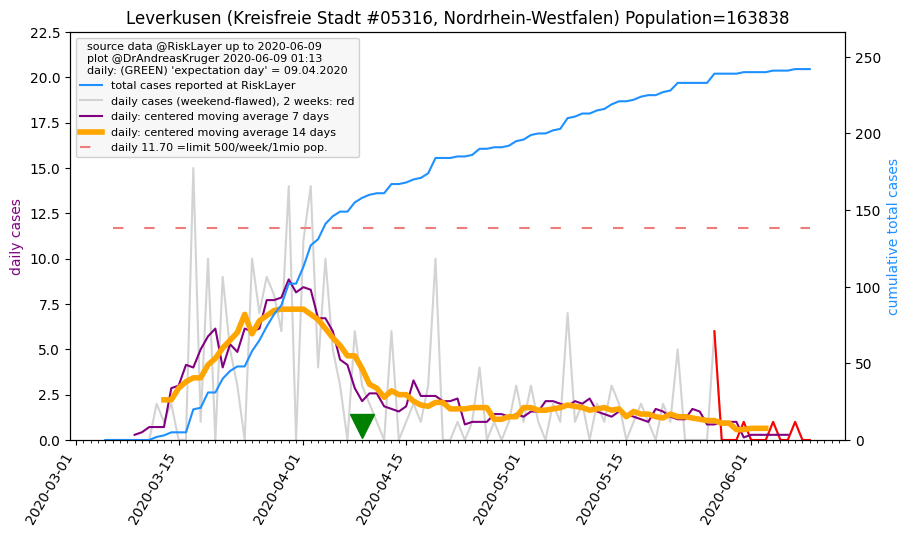 Leverkusen (Kreisfreie Stadt #05316, Nordrhein-Westfalen) Population=163838
source data @RiskLayer up to 2020-06-09
plot @DrAndreasKruger 2020-06-09 01:13
daily: (GREEN) 'expectation day' = 09.04.2020
total cases reported at RiskLayer
daily cases (weekend-flawed), 2 weeks: red
daily: centered moving average 7 days
daily: centered moving average 14 days
daily 11.70 =limit 500/week/1mio pop.
daily cases
22.5
20.0
17.5
15.0
12.5
10.0
7.5
5.0
2.5
0.0
250
200
150
100
50
0
cumulative total cases
2020-03-01
2020-03-15
2020-04-01
2020-04-15
2020-05-01
2020-05-15
2020-06-01